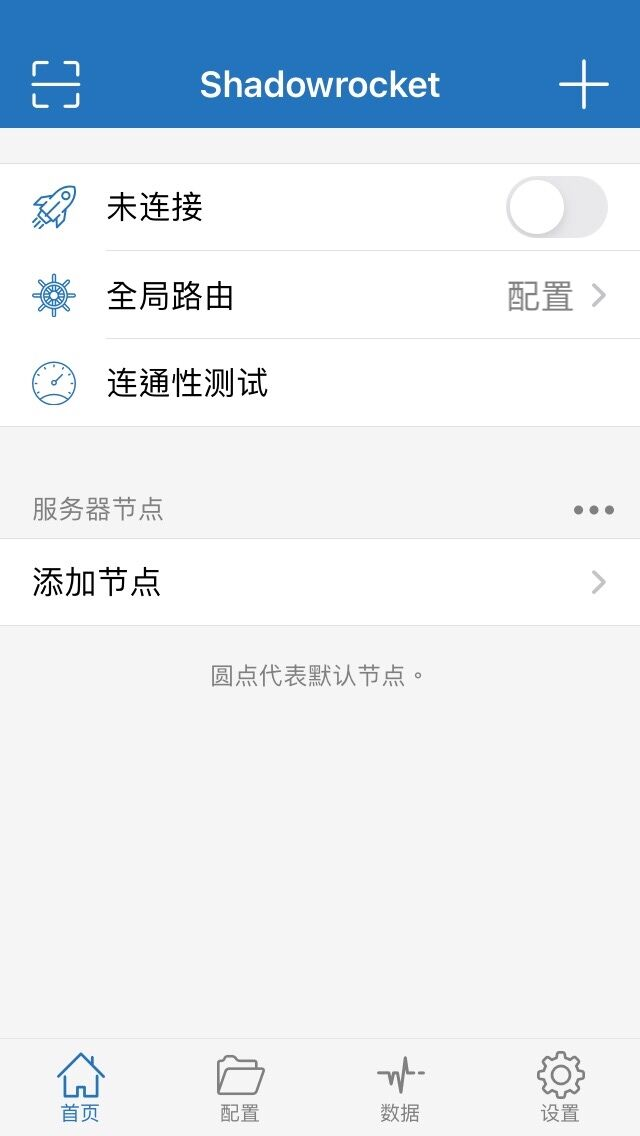 Shadowrocket
未连接
全局路由 配置
连通性测试
服务器节点
添加节点
圆点代表默认节点。
首页 配置 数据 设置